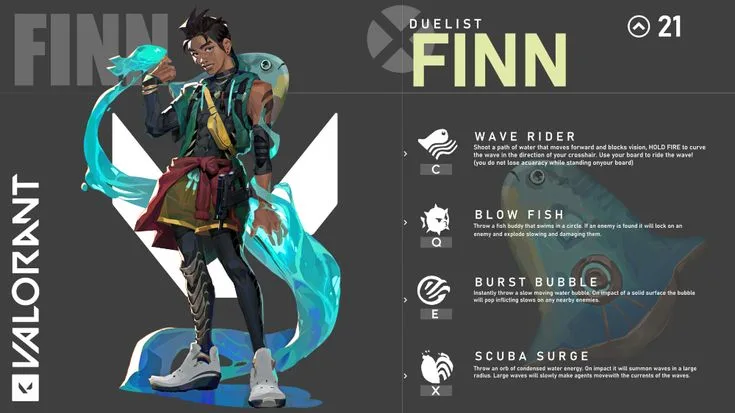 FINN
DUELIST
FINN
21
WAVE RIDER
Shoot a path of water that moves forward and blocks vision, HOLD FIRE to curve
the wave in the direction of your crosshair. Use your board to ride the wave!
(you do not lose acuaracy while standing onyour board)
C
BLOW FISH
Throw a fish buddy that swims in a circle. If an enemy is found it will lock on an
enemy and explode slowing and damaging them.
Q
BURST BUBBLE
Instantly throw a slow moving water bubble. On impact of a solid surface the bubble
will pop inflicting slows on any nearby enemies.
E
SCUBA SURGE
Throw an orb of condensed water energy. On impact it will summon waves in a large
radius. Large waves will slowly make agents movewith the currents of the waves.
X
VALORANT